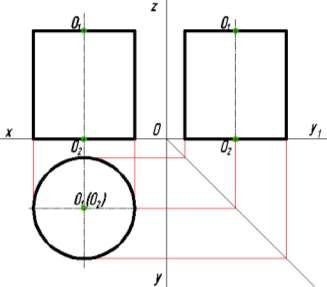 z
O₁ O₁
x O y₁
O₂ O₂
O₁(O₂)
y